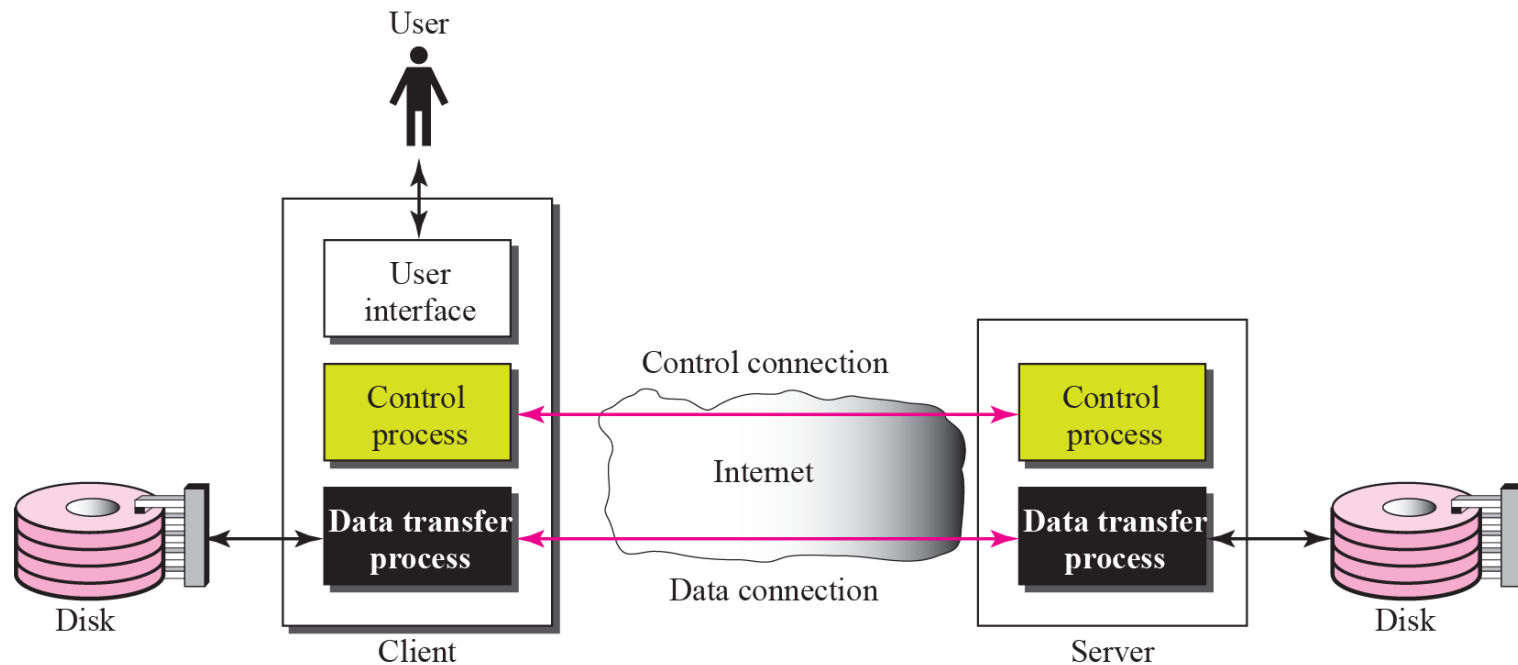 User
User
interface
Control connection
Control
process
Control
process
Internet
Data transfer
process
Data transfer
process
Data connection
Disk
Disk
Client
Server